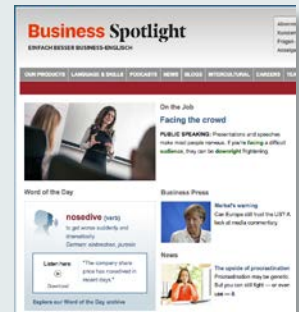 Business Spotlight
EINFACH BESSER BUSINESS-ENGLISCH
OUR PRODUCTS LANGUAGE & SKILLS PODCASTS NEWS BLOGS INTERCULTURAL CAREERS
On the Job
Facing the crowd
PUBLIC SPEAKING: Presentations and speeches
make most people nervous. If you're facing a difficult
audience, they can be downright frightening
Word of the Day
nosedive (verb)
to get worse suddenly and
dramatically
German:
Listen here
Download
"The company share
price has nosedived in
recent days."
Explore our Word of the Day archive
Business Press
Merkel's warning
Can Europe still trust the US? A
look at media commentary
News
The upside of procrastination
Procrastination may be genetic.
But you can still fight — or even
use — it